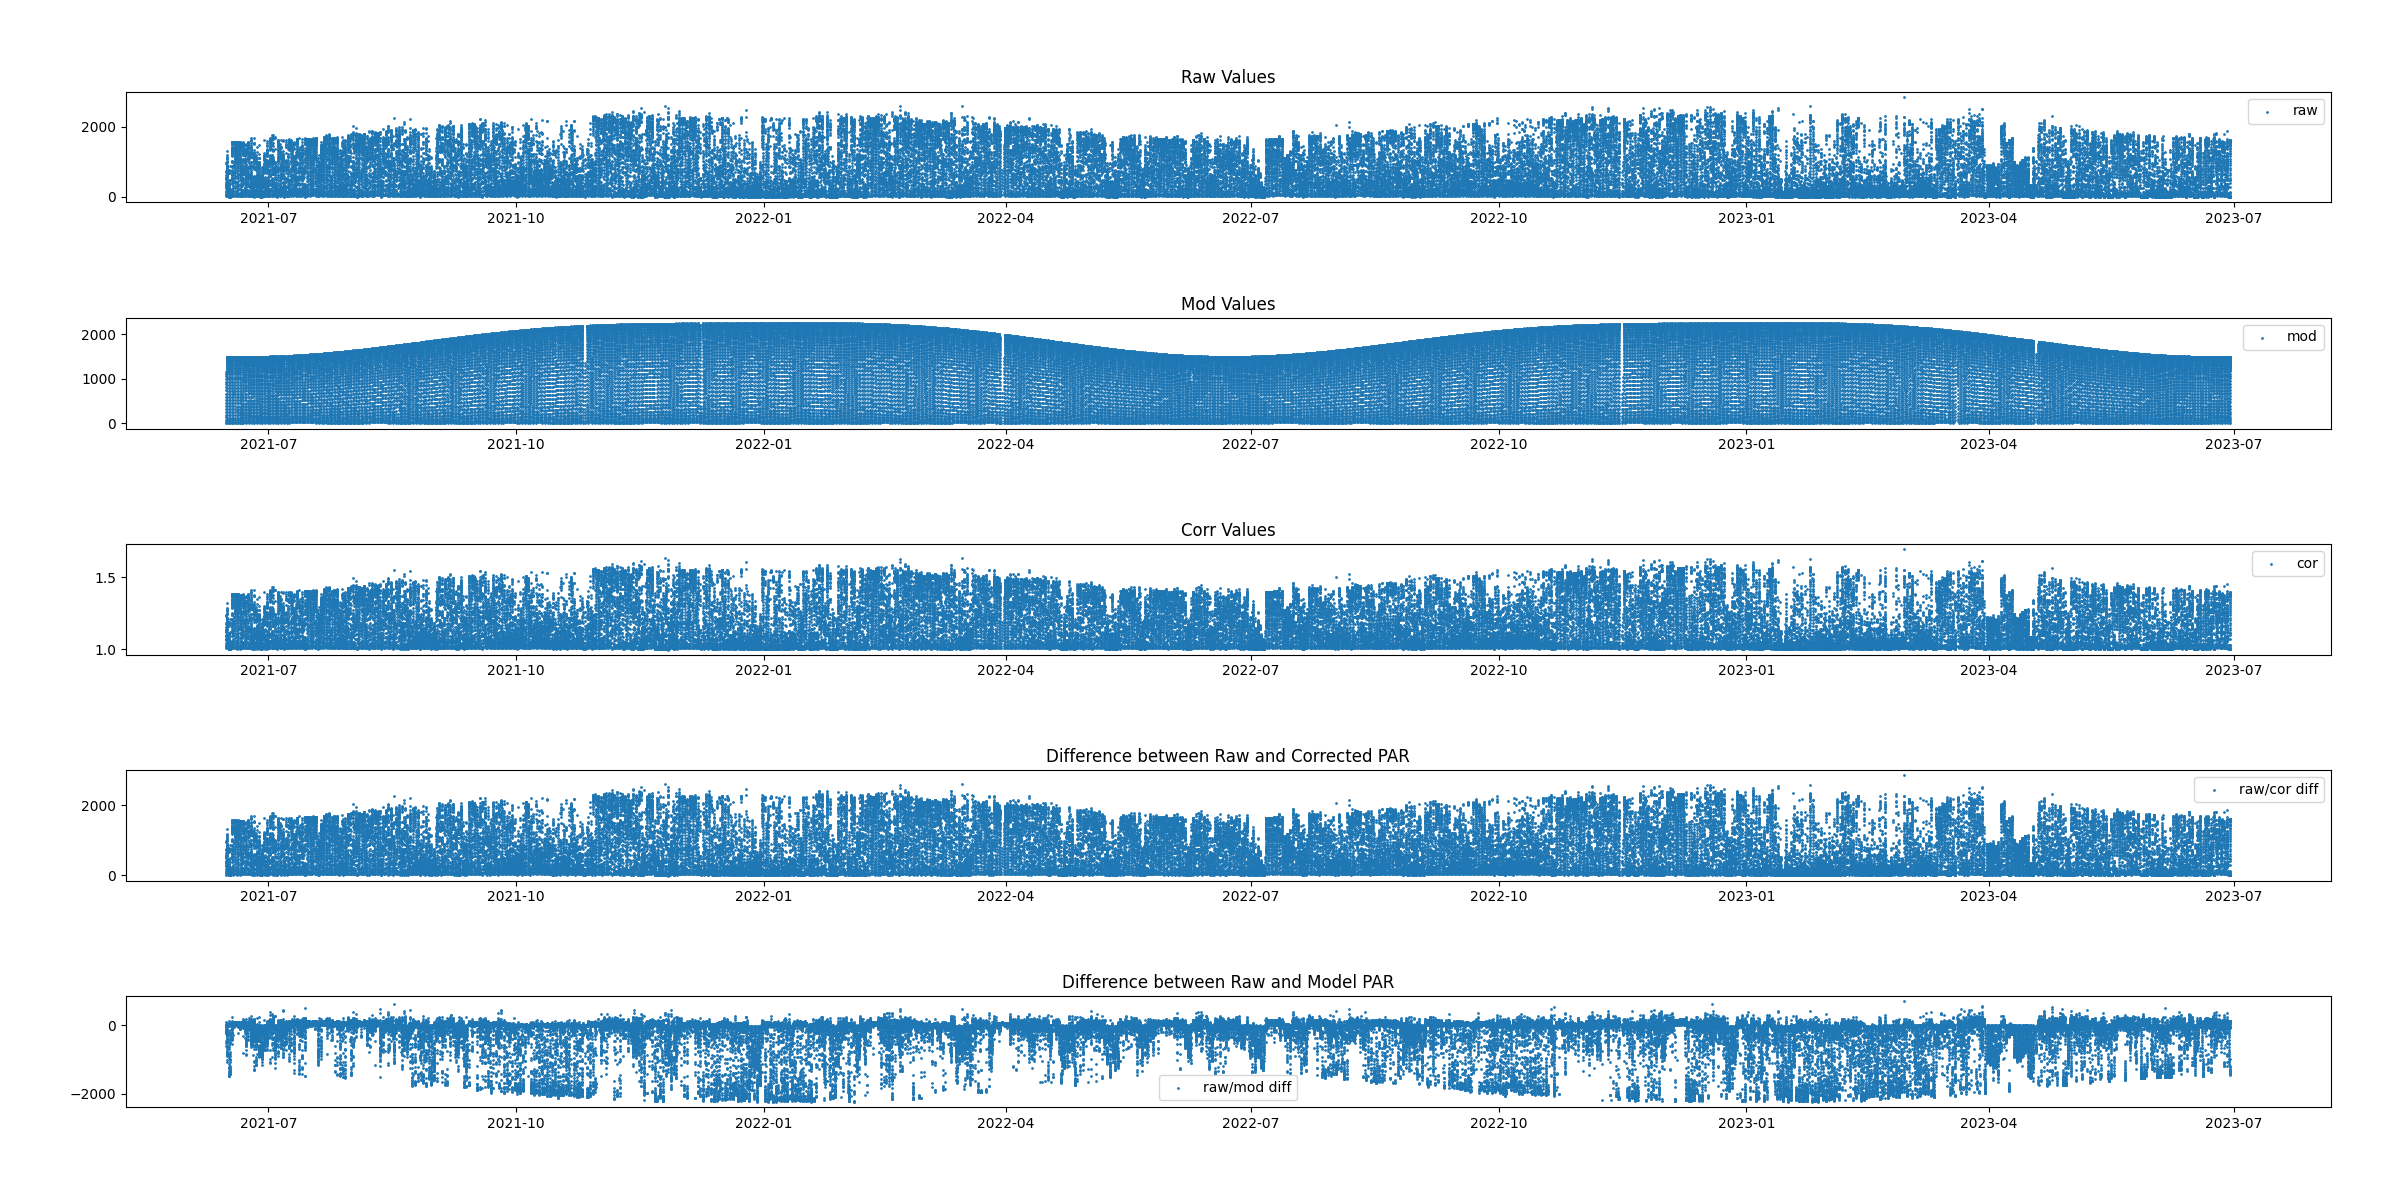 Raw Values
raw
2000
0
2021-07 2021-10 2022-01 2022-04 2022-07 2022-10 2023-01 2023-04 2023-07
Mod Values
mod
2000
1000
0
2021-07 2021-10 2022-01 2022-04 2022-07 2022-10 2023-01 2023-04 2023-07
Corr Values
cor
1.5
1.0
2021-07 2021-10 2022-01 2022-04 2022-07 2022-10 2023-01 2023-04 2023-07
Difference between Raw and Corrected PAR
raw/cor diff
2000
0
2021-07 2021-10 2022-01 2022-04 2022-07 2022-10 2023-01 2023-04 2023-07
Difference between Raw and Model PAR
0
raw/mod diff
−2000
2021-07 2021-10 2022-01 2022-04 2022-07 2022-10 2023-01 2023-04 2023-07